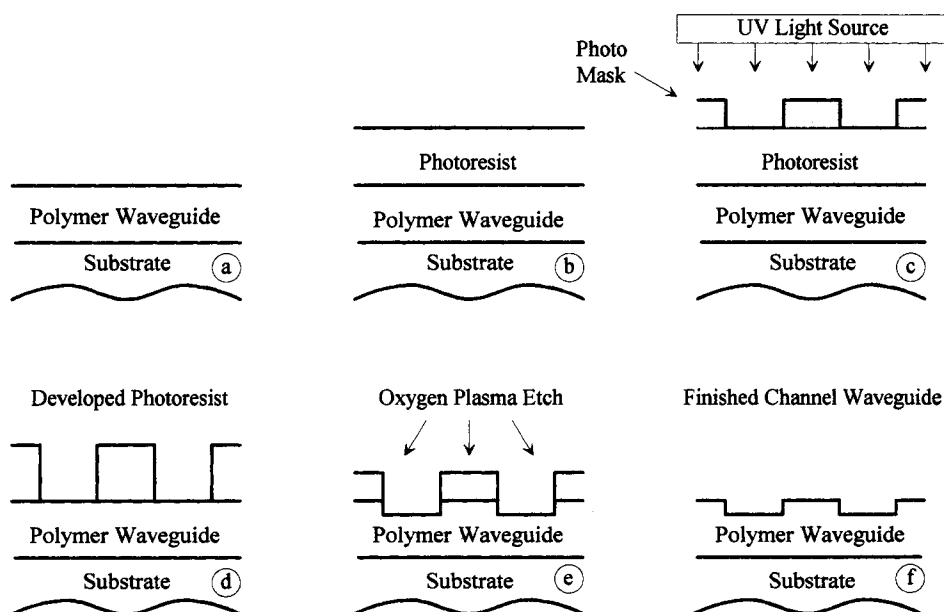 UV Light Source
Photo
Mask
Photoresist
Photoresist
Polymer Waveguide
Polymer Waveguide
Polymer Waveguide
Substrate
a
Substrate
b
Substrate
c
Developed Photoresist
Oxygen Plasma Etch
Finished Channel Waveguide
Polymer Waveguide
Polymer Waveguide
Polymer Waveguide
Substrate
d
Substrate
e
Substrate
f